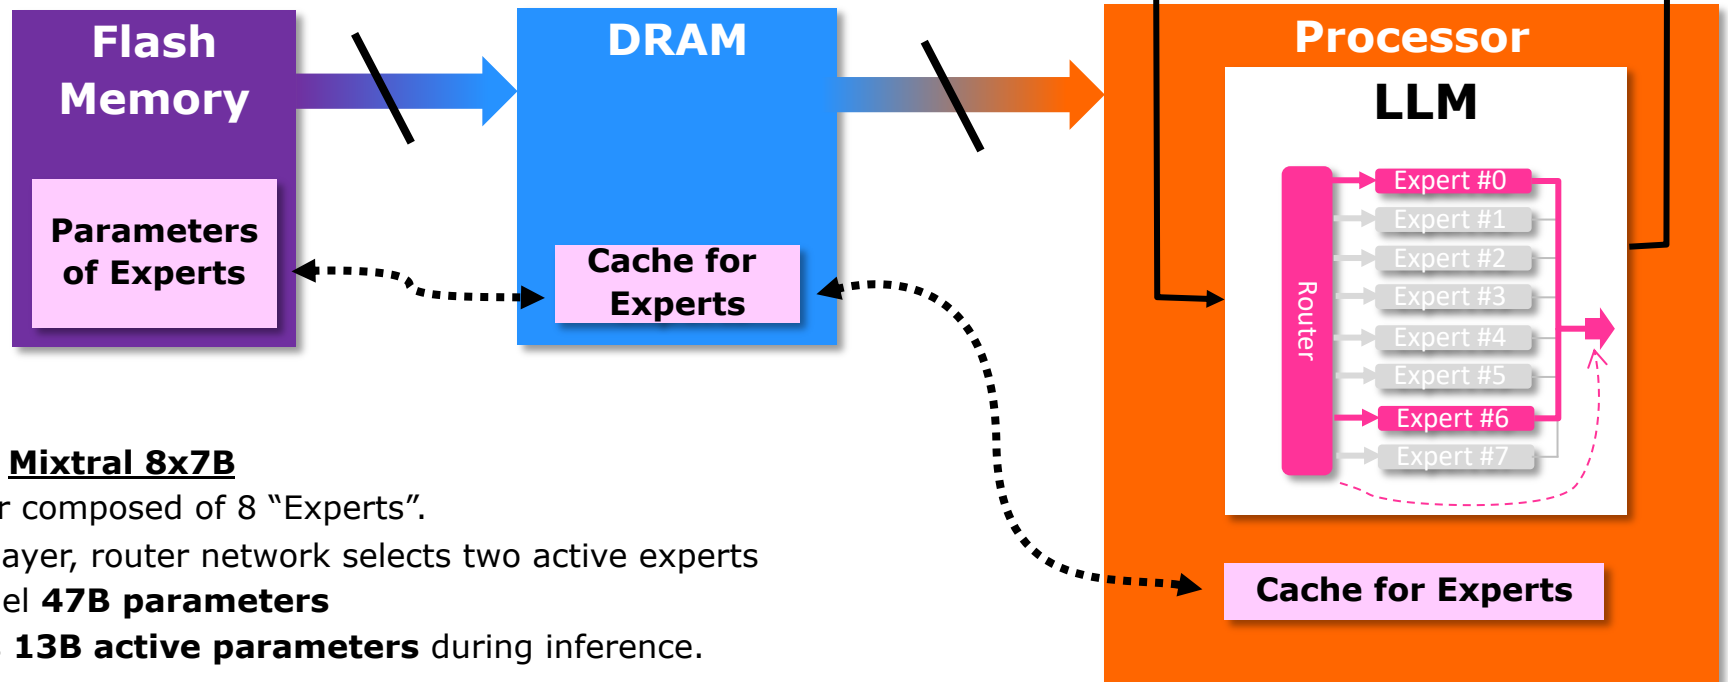 Flash
Memory
Parameters
of Experts
DRAM
Cache for
Experts
Processor
LLM
Router
Expert #0
Expert #1
Expert #2
Expert #3
Expert #4
Expert #5
Expert #6
Expert #7
Cache for Experts
Mixtral 8x7B
composed of 8 “Experts”.
router network selects two active experts
47B parameters
13B active parameters during inference.